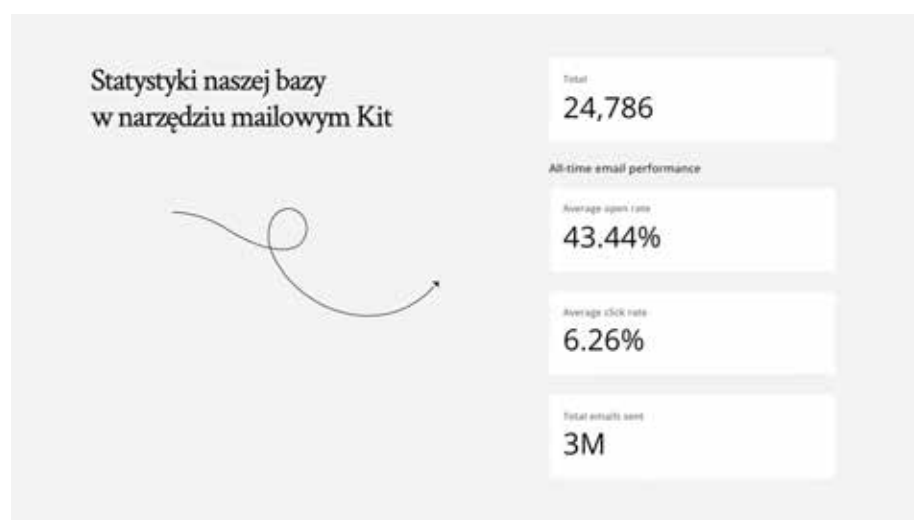 Statystyki naszej bazy
w narzędziu mailowym Kit
Total
24,786
All-time email performance
Average open rate
43.44%
Average click rate
6.26%
Total emails sent
3M